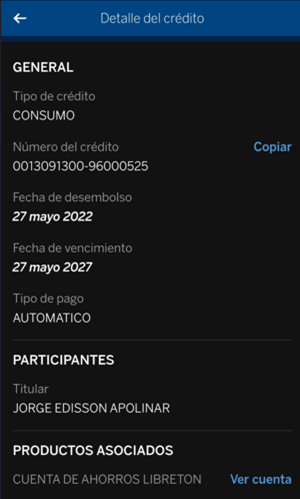 Detalle del crédito
GENERAL
Tipo de crédito
CONSUMO
Número del crédito Copiar
0013091300-96000525
Fecha de desembolso
27 mayo 2022
Fecha de vencimiento
27 mayo 2027
Tipo de pago
AUTOMATICO
PARTICIPANTES
Titular
JORGE EDISSON APOLINAR
PRODUCTOS ASOCIADOS
CUENTA DE AHORROS LIBRETON Ver cuenta